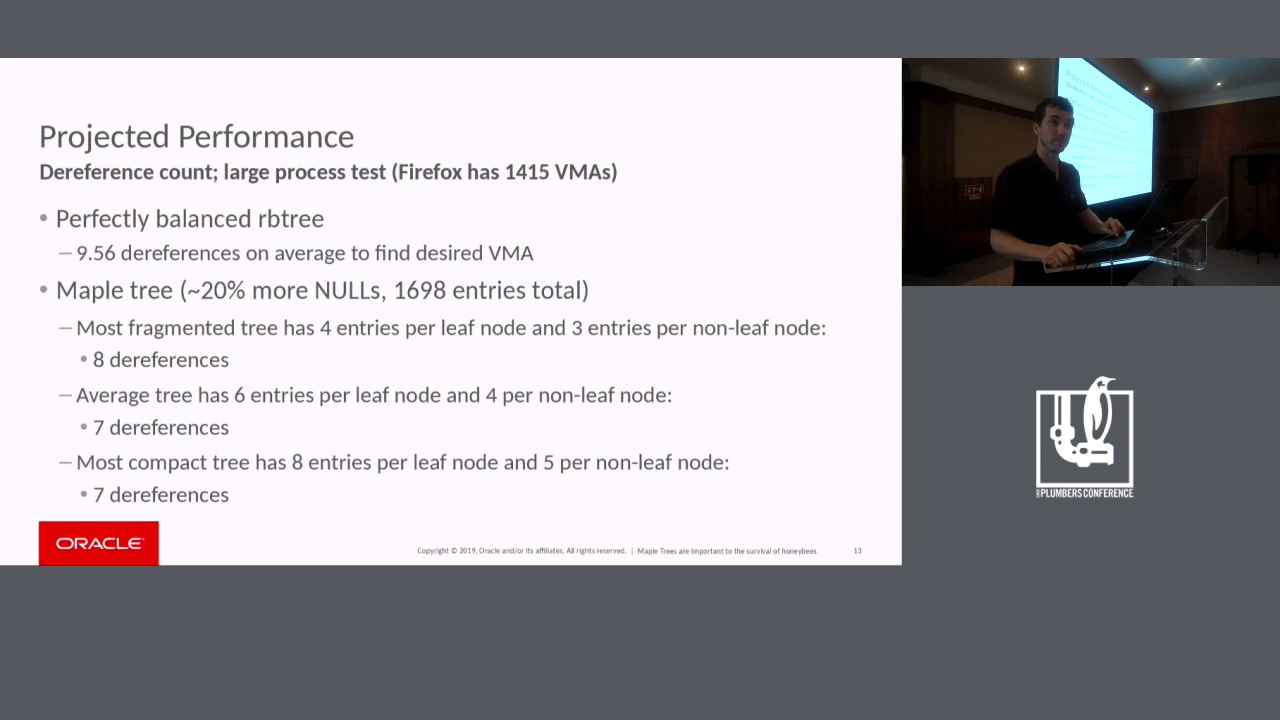 Projected Performance
Dereference count; large process test (Firefox has 1415 VMAs)
• Perfectly balanced rbtree
– 9.56 dereferences on average to find desired VMA
• Maple tree (~20% more NULLs, 1698 entries total)
– Most fragmented tree has 4 entries per leaf node and 3 entries per non-leaf node:
• 8 dereferences
– Average tree has 6 entries per leaf node and 4 per non-leaf node:
• 7 dereferences
– Most compact tree has 8 entries per leaf node and 5 per non-leaf node:
• 7 dereferences
ORACLE
Copyright © 2019, Oracle and/or its affiliates. All rights reserved. | Maple Trees are important to the survival of honeybees 13
PLUMBERS CONFERENCE